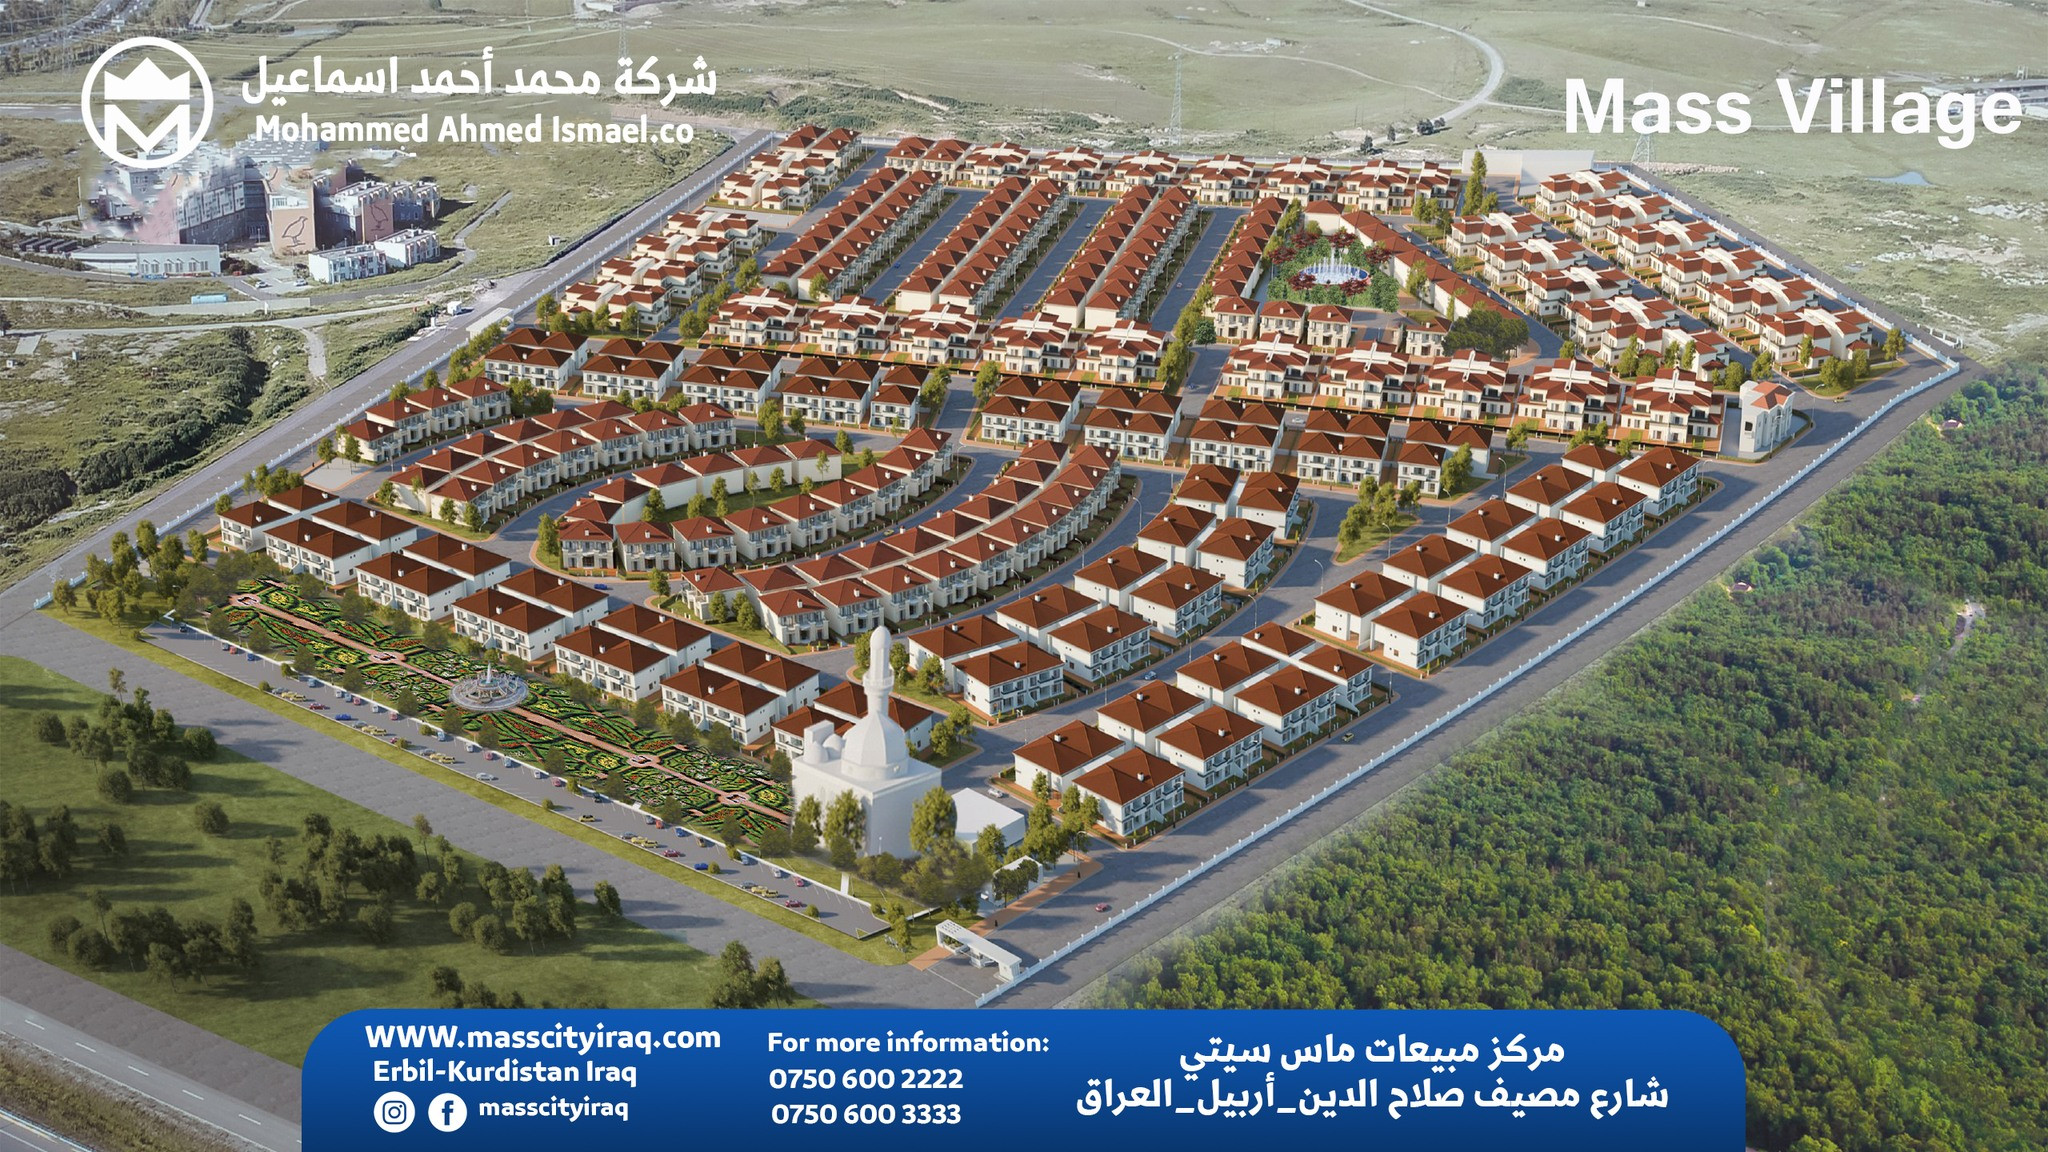 شركة محمد أحمد اسماعيل
Mohammed Ahmed Ismael.co
Mass Village
WWW.masscityiraq.com
Erbil-Kurdistan Iraq
masscityiraq
For more information:
0750 600 2222
0750 600 3333
مركز مبيعات ماس سيتي
شارع مصيف صلاح الدين_أربيل_العراق